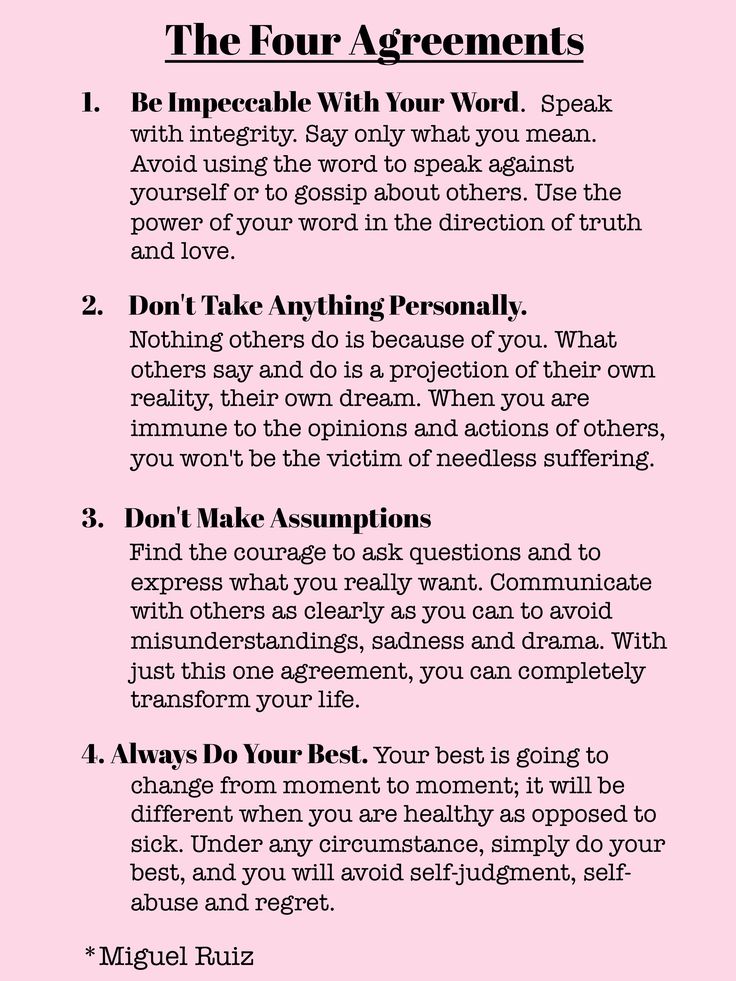 The Four Agreements
1. Be Impeccable With Your Word. Speak
with integrity. Say only what you mean.
Avoid using the word to speak against
yourself or to gossip about others. Use the
power of your word in the direction of truth
and love.
2. Don't Take Anything Personally.
Nothing others do is because of you. What
others say and do is a projection of their own
reality, their own dream. When you are
immune to the opinions and actions of others,
you won't be the victim of needless suffering.
3. Don't Make Assumptions
Find the courage to ask questions and to
express what you really want. Communicate
with others as clearly as you can to avoid
misunderstandings, sadness and drama. With
just this one agreement, you can completely
transform your life.
4. Always Do Your Best. Your best is going to
change from moment to moment; it will be
different when you are healthy as opposed to
sick. Under any circumstance, simply do your
best, and you will avoid self-judgment, self-
abuse and regret.
*Miguel Ruiz